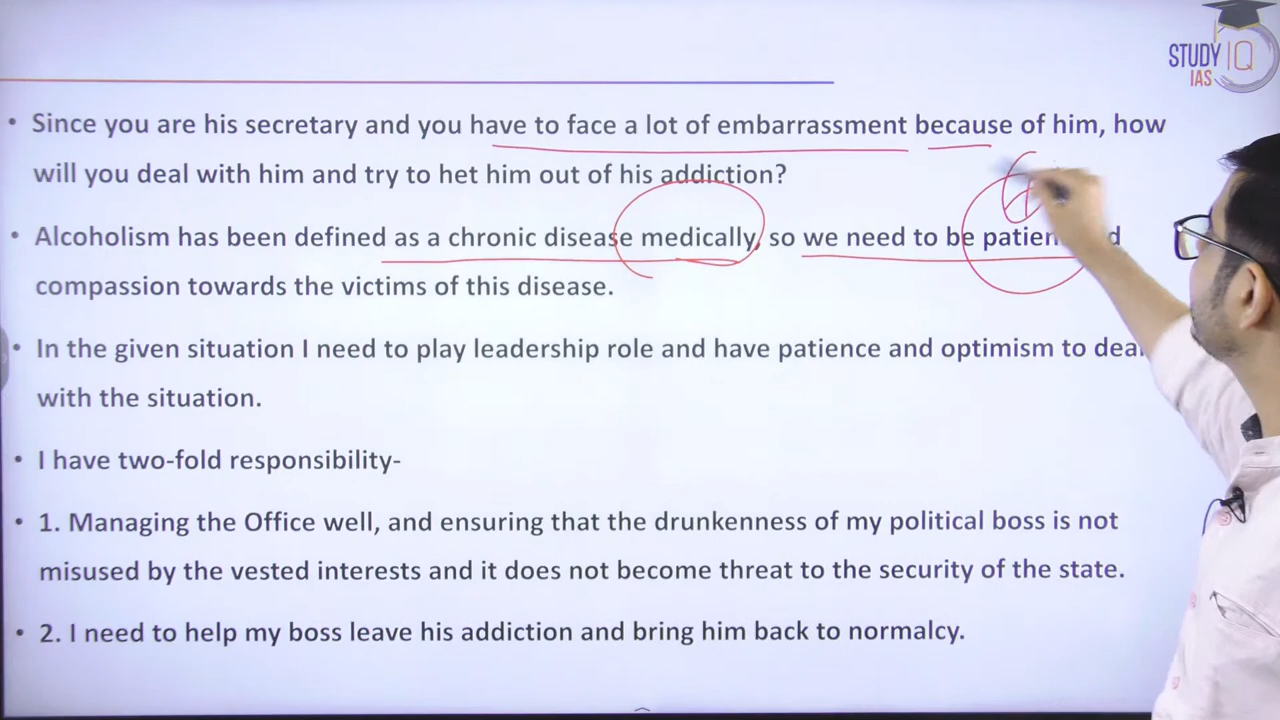 STUDY IQ
IAS
• Since you are his secretary and you have to face a lot of embarrassment because of him, how
will you deal with him and try to het him out of his addiction?
• Alcoholism has been defined as a chronic disease medically, so we need to be
compassion towards the victims of this disease.
• In the given situation I need to play leadership role and have patience and optimism to deal
with the situation.
• I have two-fold responsibility-
• 1. Managing the Office well, and ensuring that the drunkenness of my political boss is not
misused by the vested interests and it does not become threat to the security of the state.
• 2. I need to help my boss leave his addiction and bring him back to normalcy.